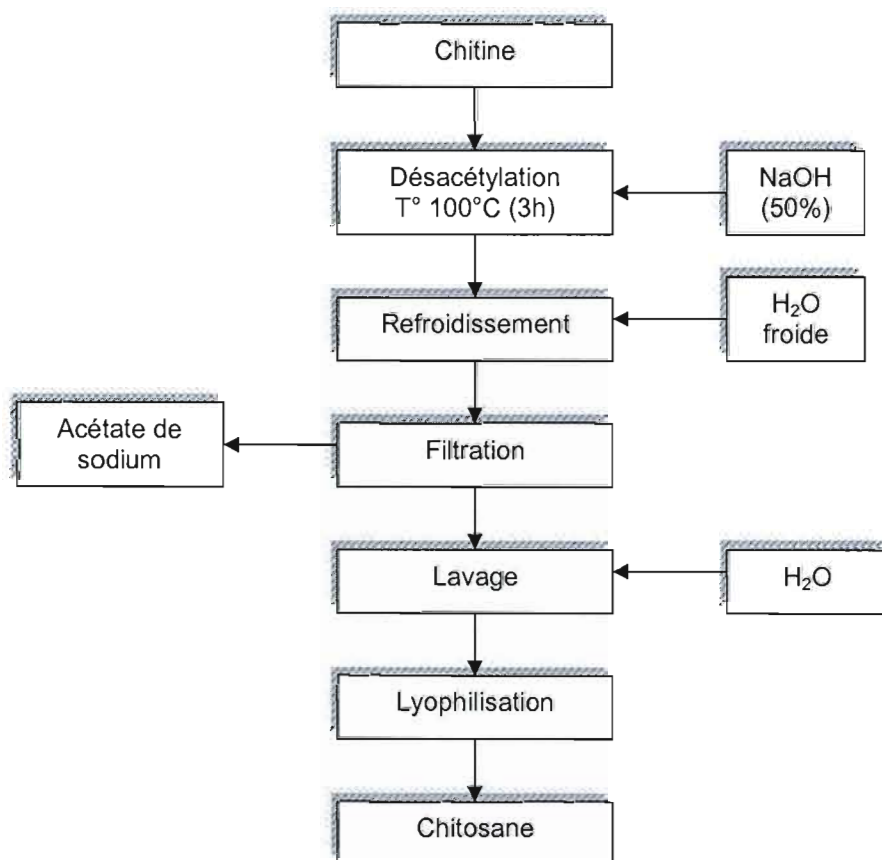 Chitine
Désacétylation
T° 100°C (3h)
NaOH
(50%)
Refroidissement
H₂O
froide
Acétate de
sodium
Filtration
Lavage
H₂O
Lyophilisation
Chitosane